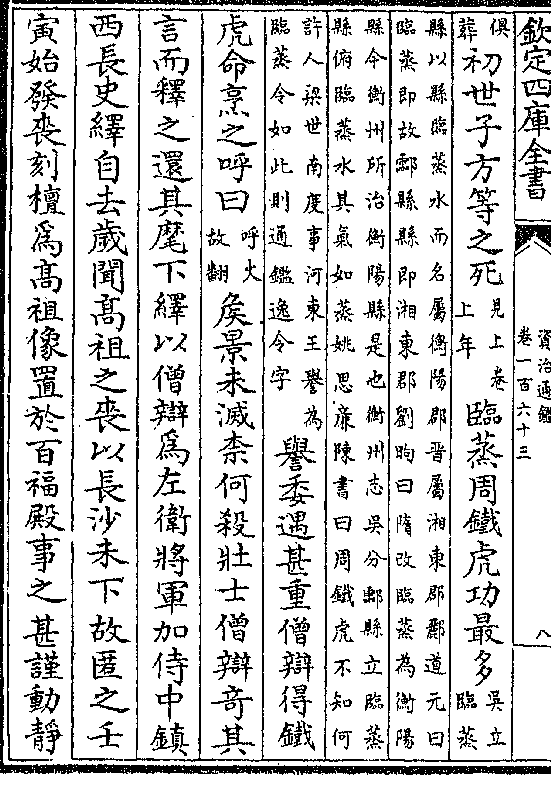 欽定四庫全書
資治通鑑
卷一百六十三
八
俱
葬
初世子方等之死
見上卷
上年
臨蒸周鐵虎功最多
吳立
臨蒸
縣以縣臨蒸水而名屬衡陽郡晉屬湘東郡酈道元曰
臨蒸即故酃縣縣即湘東郡劉昫曰隋改臨蒸為衡陽
縣今衡州所治衡陽縣是也衡州志吳分酃縣立臨蒸
縣俯臨蒸水其氣如蒸姚思廉陳書曰周鐵虎不知何
許人梁世南度事河東王譽為
臨蒸令如此則通鑑逸令字
譽委遇甚重僧辯得鐵
虎命烹之呼曰
呼火
故翻
矦景未滅柰何殺壯士僧辯奇其
言而釋之還其麾下繹以僧辯為左衛將軍加侍中鎮
西長史繹自去歲聞高祖之喪以長沙未下故匿之壬
寅始發喪刻檀為高祖像置於百福殿事之甚謹動靜